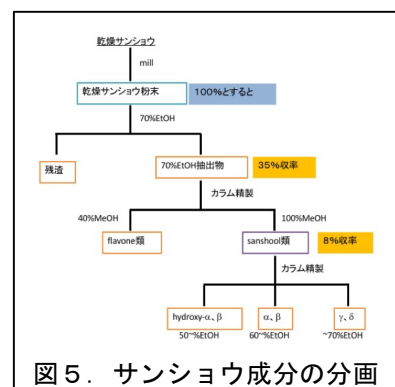 乾燥サンショウ
mill
乾燥サンショウ粉末 100%とすると
70%EtOH
残渣 70%EtOH抽出物 35%収率
カラム精製
40%MeOH 100%MeOH
flavone類 sanshool類 8%収率
カラム精製
hydroxy-α、β α、β γ、δ
50~%EtOH 60~%EtOH ~70%EtOH
図5．サンショウ成分の分画